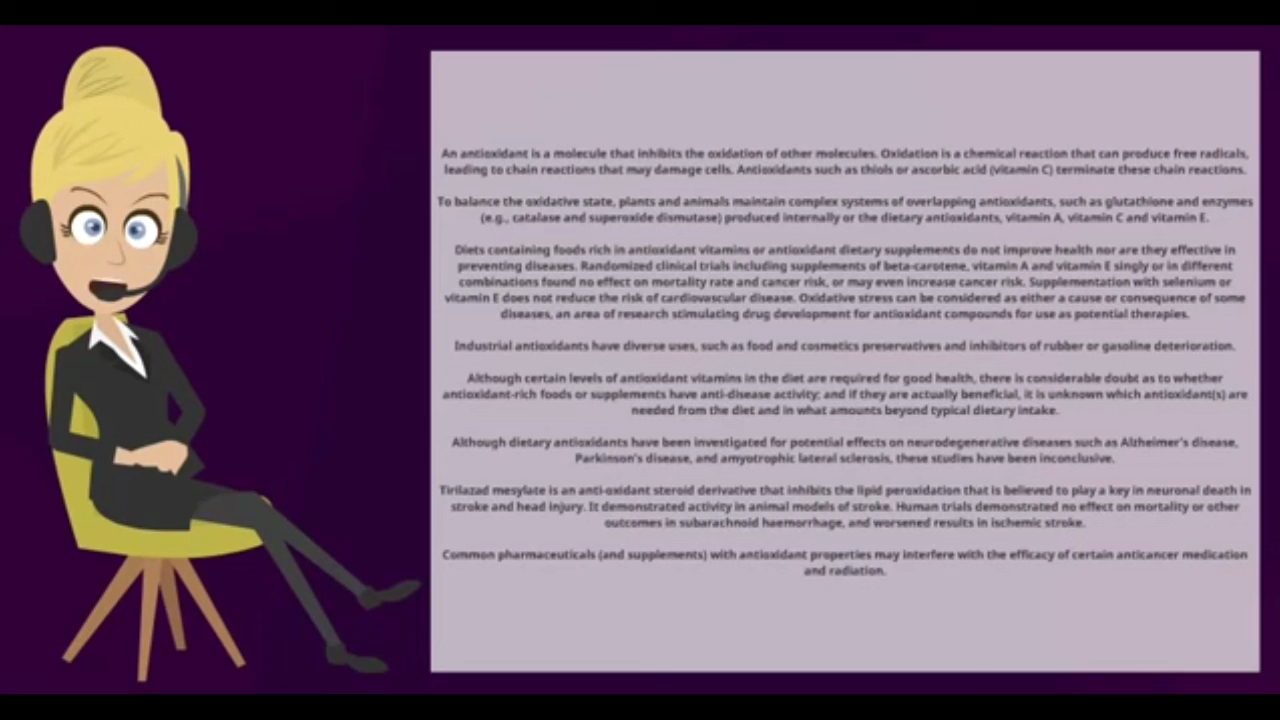 An antioxidant is a molecule that inhibits the oxidation of other molecules. Oxidation is a chemical reaction that can produce free radicals,
leading to chain reactions that may damage cells. Antioxidants such as thiols or ascorbic acid (vitamin C) terminate these chain reactions.
To balance the oxidative state, plants and animals maintain complex systems of overlapping antioxidants, such as glutathione and enzymes
(e.g., catalase and superoxide dismutase) produced internally or the dietary antioxidants, vitamin A, vitamin C and vitamin E.
Diets containing foods rich in antioxidant vitamins or antioxidant dietary supplements do not improve health nor are they effective in
preventing diseases. Randomized clinical trials including supplements of beta-carotene, vitamin A and vitamin E singly or in different
combinations found no effect on mortality rate and cancer risk, or may even increase cancer risk. Supplementation with selenium or
vitamin E does not reduce the risk of cardiovascular disease. Oxidative stress can be considered as either a cause or consequence of some
diseases, an area of research stimulating drug development for antioxidant compounds for use as potential therapies.
Industrial antioxidants have diverse uses, such as food and cosmetics preservatives and inhibitors of rubber or gasoline deterioration.
Although certain levels of antioxidant vitamins in the diet are required for good health, there is considerable doubt as to whether
antioxidant-rich foods or supplements have anti-disease activity; and if they are actually beneficial, it is unknown which antioxidant(s) are
needed from the diet and in what amounts beyond typical dietary intake.
Although dietary antioxidants have been investigated for potential effects on neurodegenerative diseases such as Alzheimer's disease,
Parkinson's disease, and amyotrophic lateral sclerosis, these studies have been inconclusive.
Tirilazad mesylate is an anti-oxidant steroid derivative that inhibits the lipid peroxidation that is believed to play a key in neuronal death in
stroke and head injury. It demonstrated activity in animal models of stroke. Human trials demonstrated no effect on mortality or other
outcomes in subarachnoid haemorrhage, and worsened results in ischemic stroke.
Common pharmaceuticals (and supplements) with antioxidant properties may interfere with the efficacy of certain anticancer medication
and radiation.